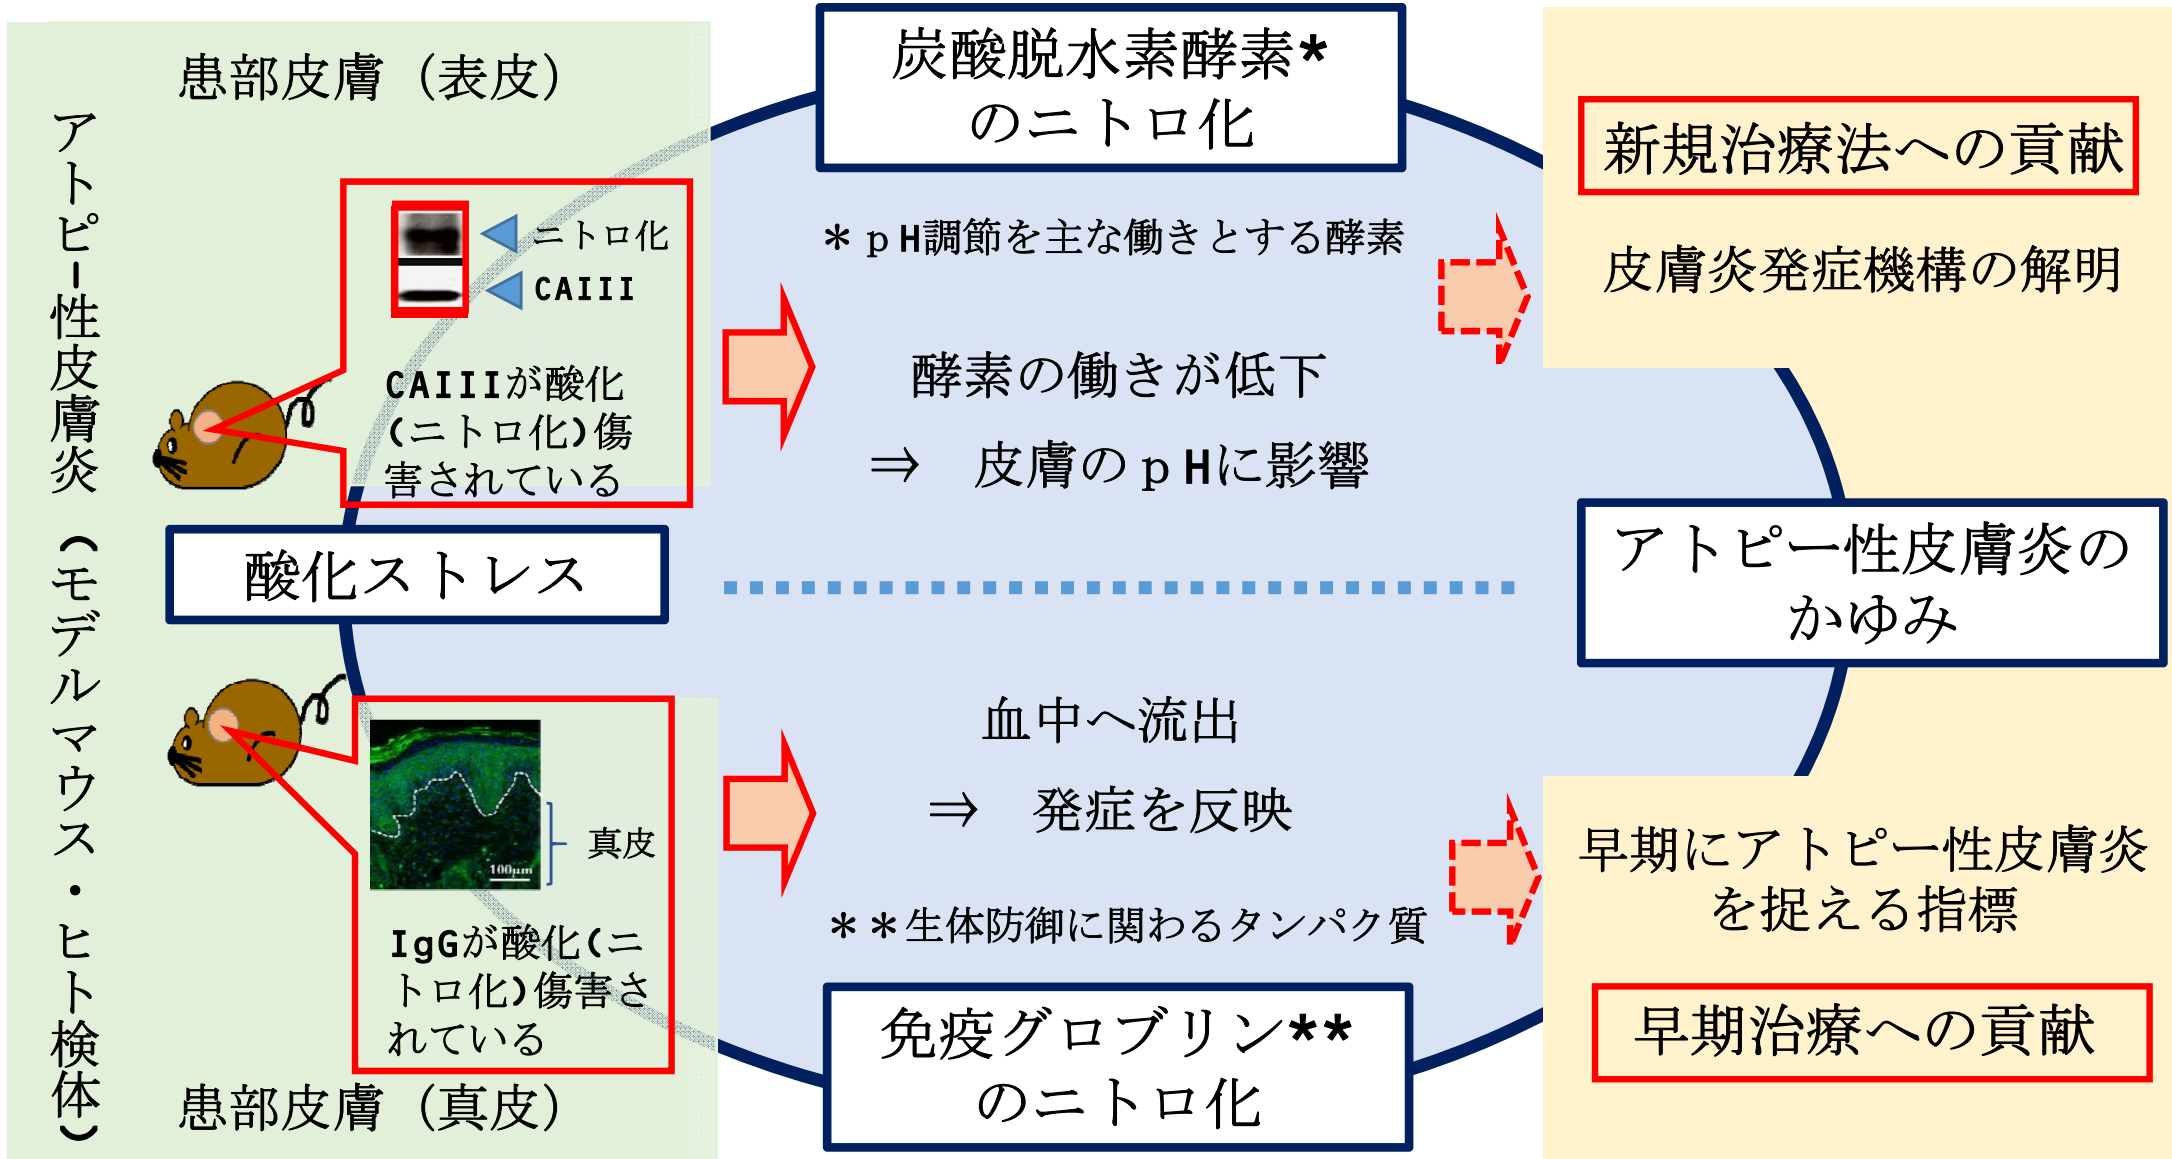 アトピー性皮膚炎（モデルマウス・ヒト検体）
患部皮膚（表皮）
ニトロ化
CAIII
CAIIIが酸化
(ニトロ化)傷
害されている
酸化ストレス
真皮
100μm
IgGが酸化(ニ
トロ化)傷害さ
れている
患部皮膚（真皮）
炭酸脱水素酵素*
のニトロ化
＊ｐH調節を主な働きとする酵素
酵素の働きが低下
⇒　皮膚のｐHに影響
血中へ流出
⇒　発症を反映
＊＊生体防御に関わるタンパク質
免疫グロブリン**
のニトロ化
新規治療法への貢献
皮膚炎発症機構の解明
アトピー性皮膚炎の
かゆみ
早期にアトピー性皮膚炎
を捉える指標
早期治療への貢献